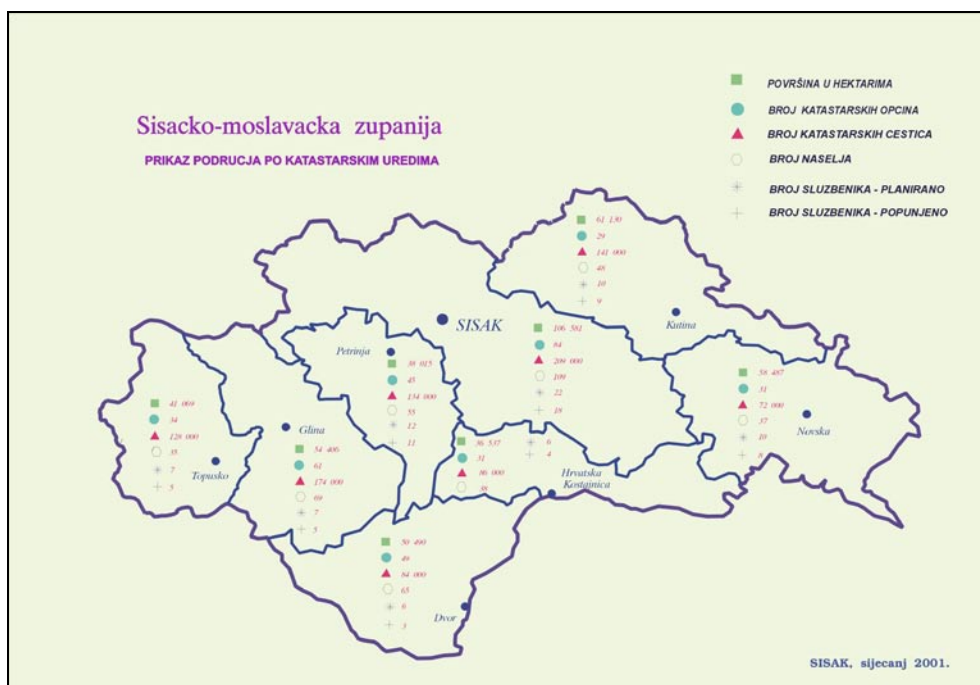 POVRŠINA U HEKTARIMA
BROJ KATASTARSKIH OPCINA
BROJ KATASTARSKIH CESTICA
BROJ NASELJA
BROJ SLUZBENIKA - PLANIRANO
BROJ SLUZBENIKA - POPUNJENO
Sisacko-moslavacka zupanija
PRIKAZ PODRUCJA PO KATASTARSKIM UREDIMA
61 130
29
141 000
48
10
9
Kutina
SISAK
106 581
84
209 000
109
22
18
Petrinja
38 015
45
134 000
55
12
11
58 487
31
72 000
37
10
8
Novska
41 069
34
128 000
35
7
5
Topusko
Glina
54 406
61
174 000
69
7
5
36 537
31
86 000
38
6
4
Hrvatska
Kostajnica
50 490
49
64 000
65
6
3
Dvor
SISAK, sijecanj 2001.